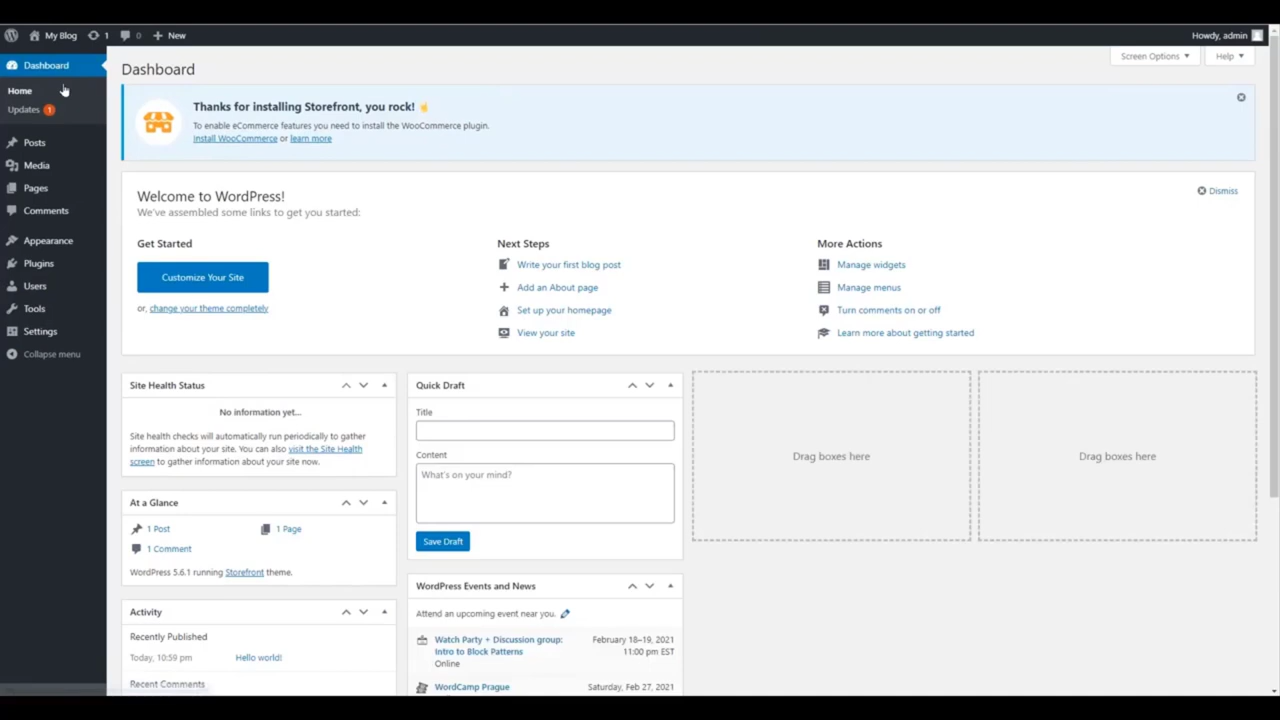 My Blog 1 0 New Howdy, admin
Dashboard
Home
Updates 1
Posts
Media
Pages
Comments
Appearance
Plugins
Users
Tools
Settings
Collapse menu
Screen Options Help
Dashboard
Thanks for installing Storefront, you rock!
To enable eCommerce features you need to install the WooCommerce plugin.
Install WooCommerce or learn more
Welcome to WordPress!
We've assembled some links to get you started:
Dismiss
Get Started
Customize Your Site
or, change your theme completely
Next Steps
Write your first blog post
Add an About page
Set up your homepage
View your site
More Actions
Manage widgets
Manage menus
Turn comments on or off
Learn more about getting started
Site Health Status
No information yet...
Site health checks will automatically run periodically to gather
information about your site. You can also visit the Site Health
screen to gather information about your site now.
At a Glance
1 Post 1 Page
1 Comment
WordPress 5.6.1 running Storefront theme.
Activity
Recently Published
Today, 10:59 pm Hello world!
Recent Comments
Quick Draft
Title
Content
What's on your mind?
Save Draft
WordPress Events and News
Attend an upcoming event near you.
Watch Party + Discussion group: February 18–19, 2021
Intro to Block Patterns 11:00 pm EST
Online
WordCamp Prague Saturday, Feb 27, 2021
Drag boxes here
Drag boxes here